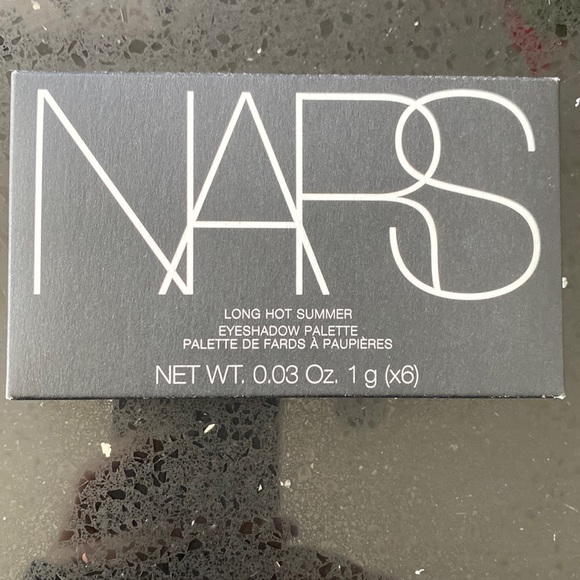 NARS
LONG HOT SUMMER
EYESHADOW PALETTE
PALETTE DE FARDS À PAUPIÈRES
NET WT. 0.03 Oz. 1 g (x6)